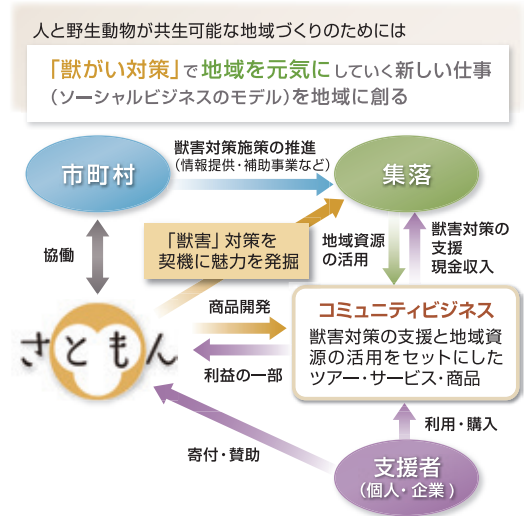 人と野生動物が共生可能な地域づくりのためには
「獣がい対策」で地域を元気にしていく新しい仕事
（ソーシャルビジネスのモデル）を地域に創る
獣害対策施策の推進
（情報提供・補助事業など）
市町村
集落
協働
「獣害」対策を
契機に魅力を発掘
地域資源
の活用
獣害対策の
支援
現金収入
さともん
商品開発
利益の一部
コミュニティビジネス
獣害対策の支援と地域資
源の活用をセットにした
ツアー・サービス・商品
寄付・賛助
利用・購入
支援者
（個人・企業）